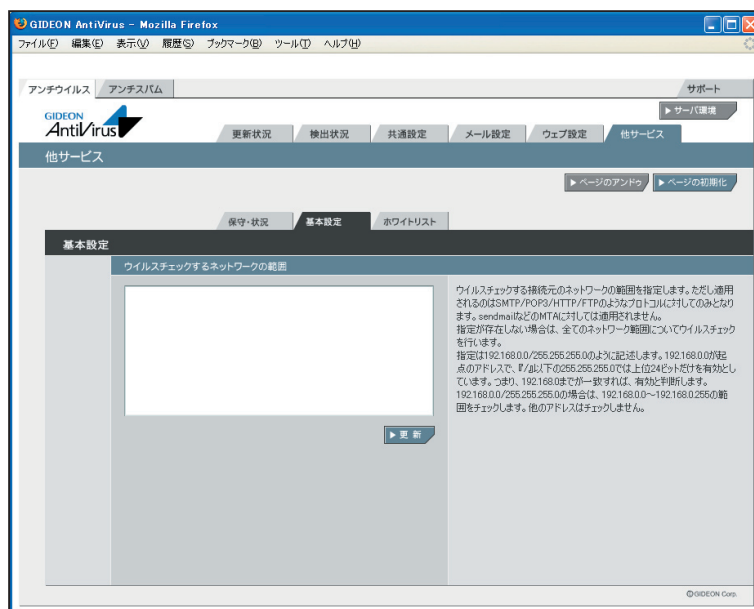 GIDEON AntiVirus - Mozilla Firefox
ファイル(F) 編集(E) 表示(V) 履歴(S) ブックマーク(B) ツール(T) ヘルプ(H)
アンチウイルス アンチスパム サポート
▶ サーバ環境
GIDEON
AntiVirus
更新状況 検出状況 共通設定 メール設定 ウェブ設定 他サービス
他サービス
▶ ページのアンドゥ ▶ ページの初期化
保守・状況 基本設定 ホワイトリスト
基本設定
ウイルスチェックするネットワークの範囲
ウイルスチェックする接続元のネットワークの範囲を指定します。ただし適用
されるのはSMTP/POP3/HTTP/FTPのようなプロトコルに対してのみとなり
ます。sendmailなどのMTAに対しては適用されません。
指定が存在しない場合は、全てのネットワーク範囲についてウイルスチェック
を行います。
指定は192.168.0.0/255.255.255.0のように記述します。192.168.0.0が起
点のアドレスで、『/』以下の255.255.255.0では上位24ビットだけを有効とし
ています。つまり、192.168.0までが一致すれば、有効と判断します。
192.168.0.0/255.255.255.0の場合は、192.168.0.0～192.168.0.255の範
囲をチェックします。他のアドレスはチェックしません。
▶ 更 新
©GIDEON Corp.